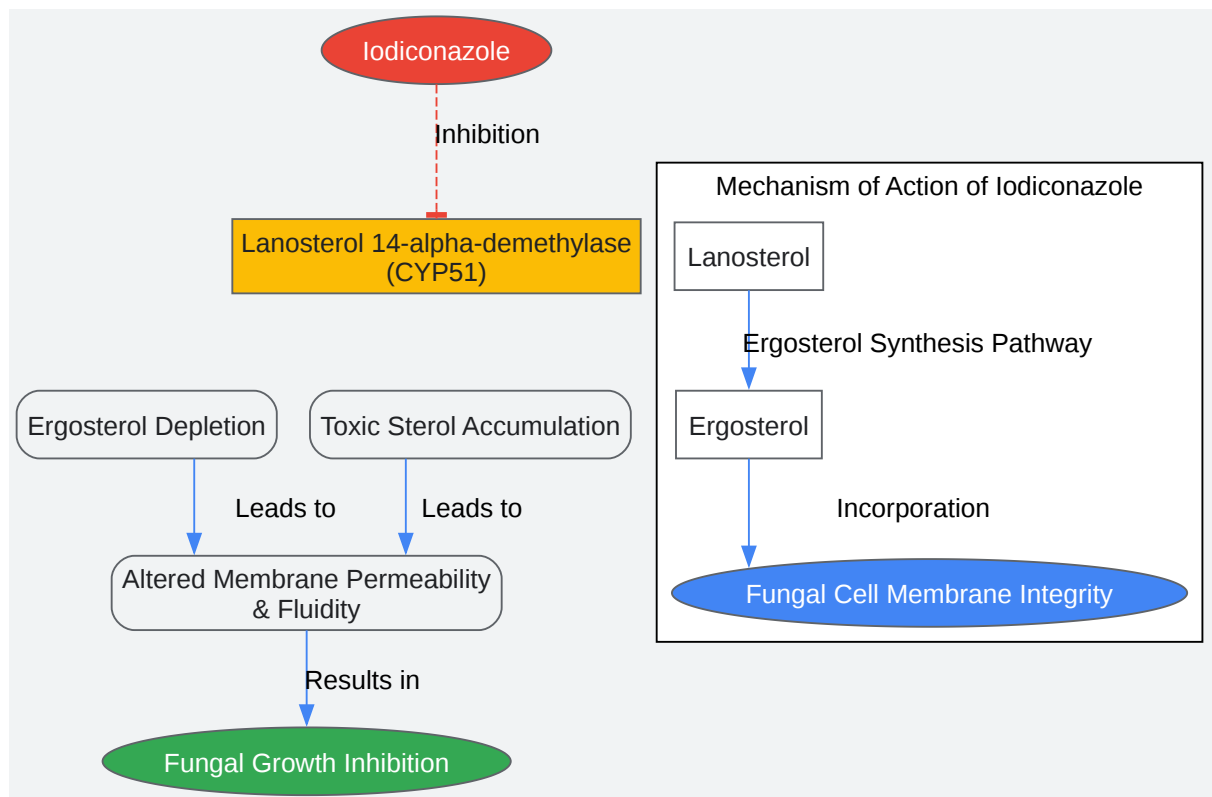 Iodiconazole
Inhibition
Lanosterol 14-alpha-demethylase
(CYP51)
Ergosterol Depletion
Toxic Sterol Accumulation
Leads to
Leads to
Altered Membrane Permeability
& Fluidity
Results in
Fungal Growth Inhibition
Mechanism of Action of Iodiconazole
Lanosterol
Ergosterol Synthesis Pathway
Ergosterol
Incorporation
Fungal Cell Membrane Integrity